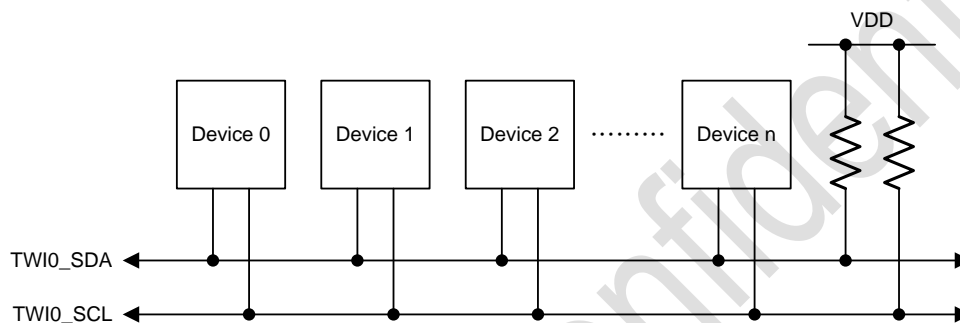 VDD
Device 0 Device 1 Device 2 ········· Device n
TWI0_SDA
TWI0_SCL